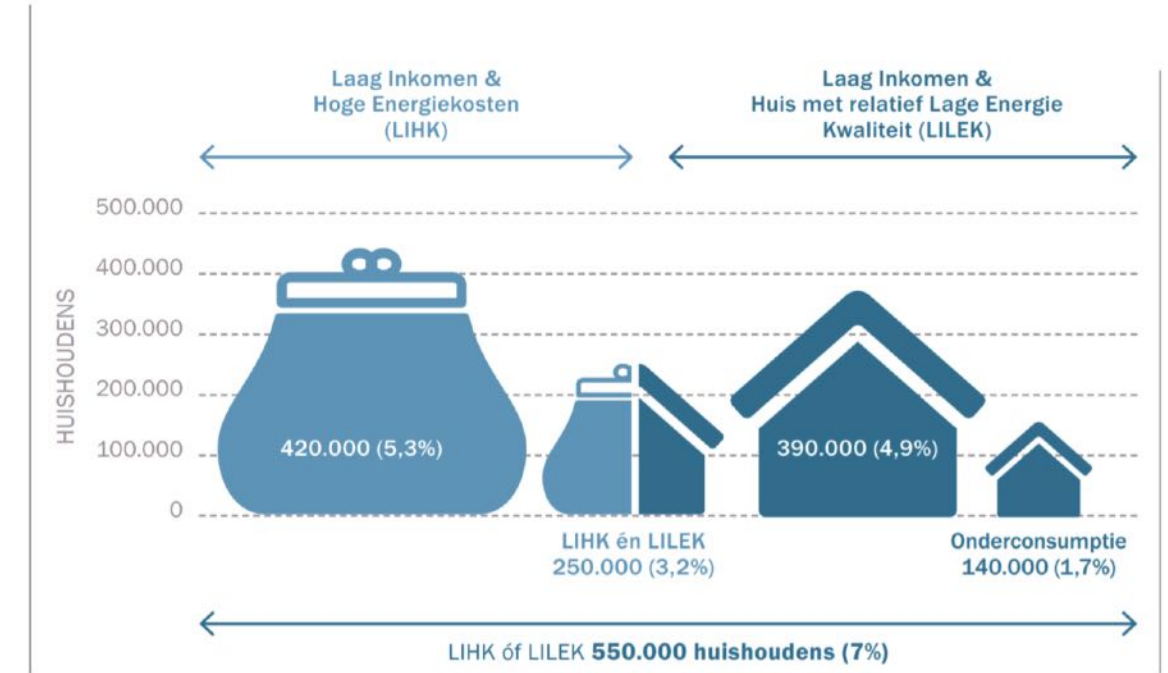 Laag Inkomen &
Hoge Energiekosten
(LIHK)
Laag Inkomen &
Huis met relatief Lage Energie
Kwaliteit (LILEK)
HUISHOUDENS
500.000
400.000
300.000
200.000
100.000
0
420.000 (5,3%)
390.000 (4,9%)
LIHK én LILEK
250.000 (3,2%)
Onderconsumptie
140.000 (1,7%)
LIHK óf LILEK 550.000 huishoudens (7%)